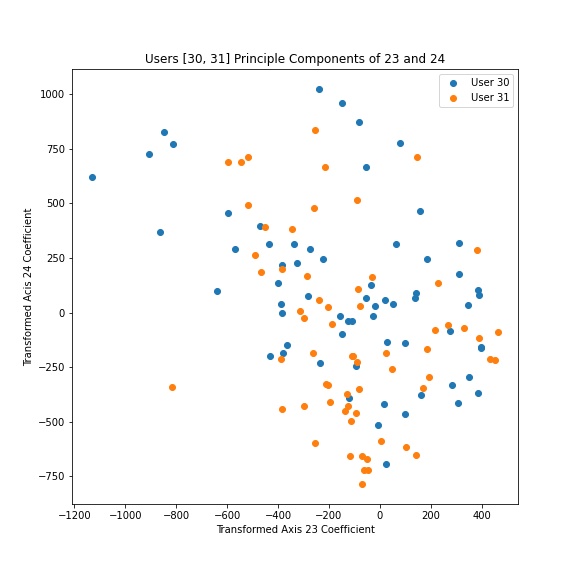 Users [30, 31] Principle Components of 23 and 24
User 30
User 31
1000
750
500
250
0
−250
−500
−750
Transformed Acis 24 Coefficient
−1200 −1000 −800 −600 −400 −200 0 200 400
Transformed Axis 23 Coefficient